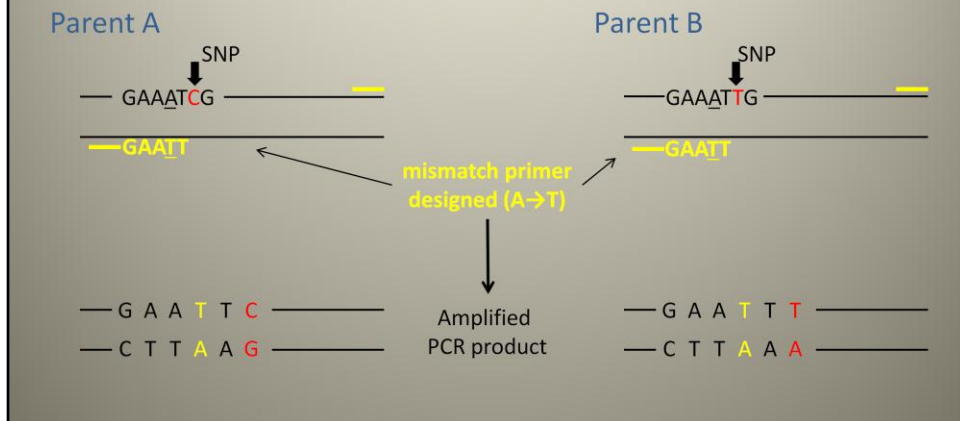 Parent A
SNP
GAAATCG
GAATT
Parent B
SNP
GAAATTG
GAATT
mismatch primer
designed (A→T)
G A A T T C
C T T A A G
Amplified
PCR product
G A A T T T
C T T A A A